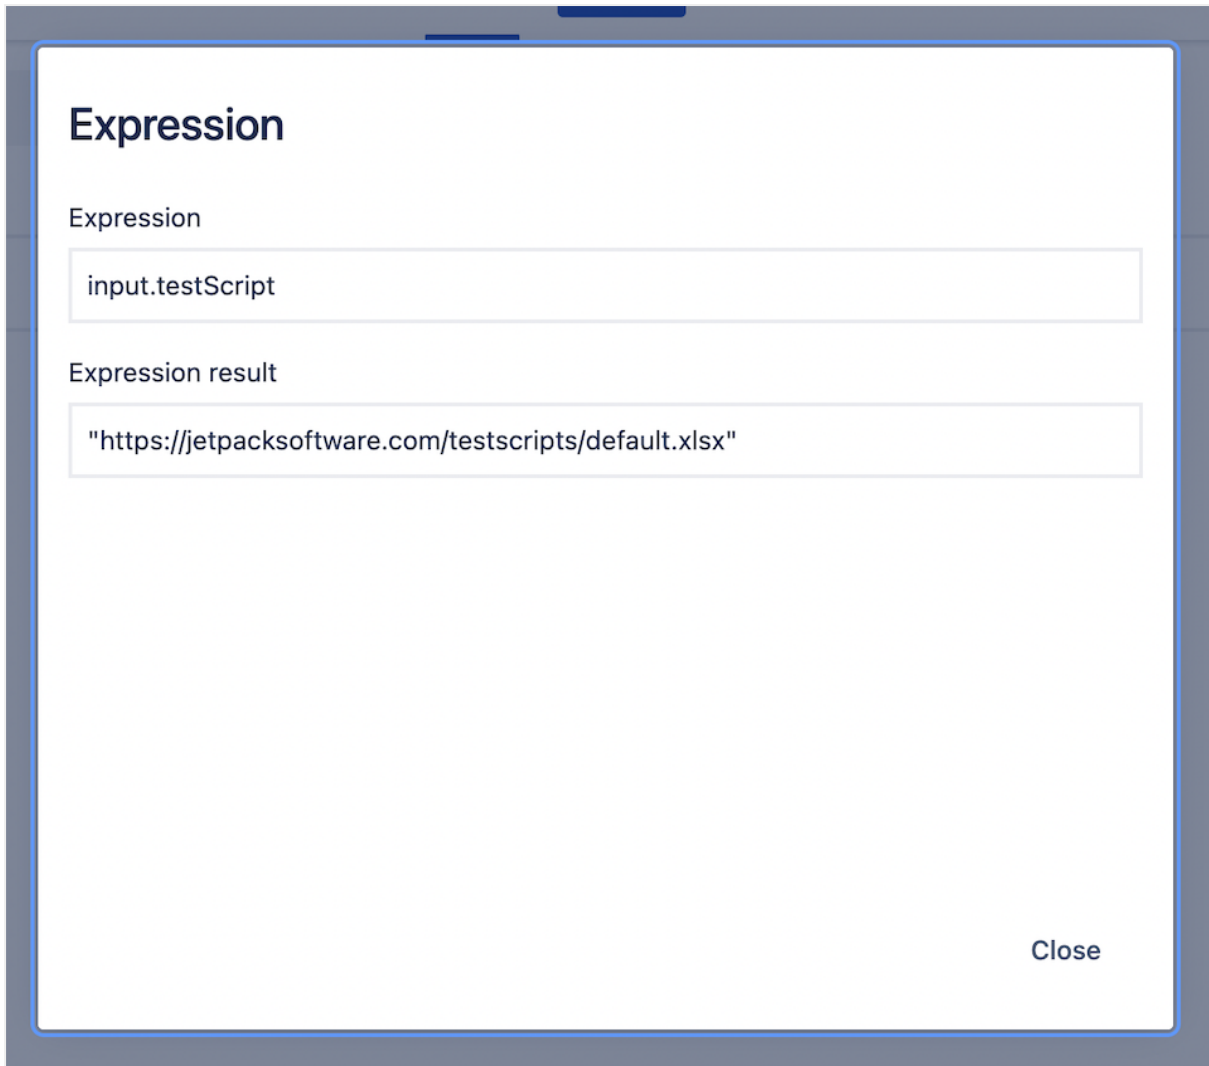 Expression
Expression
input.testScript
Expression result
"https://jetpacksoftware.com/testscripts/default.xlsx"
Close